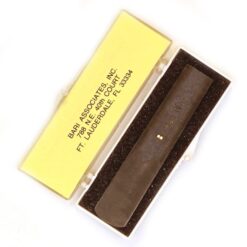 BARI ASSOCIATES, INC.
788 N.E. 40th COURT
FT. LAUDERDALE, FL 33334